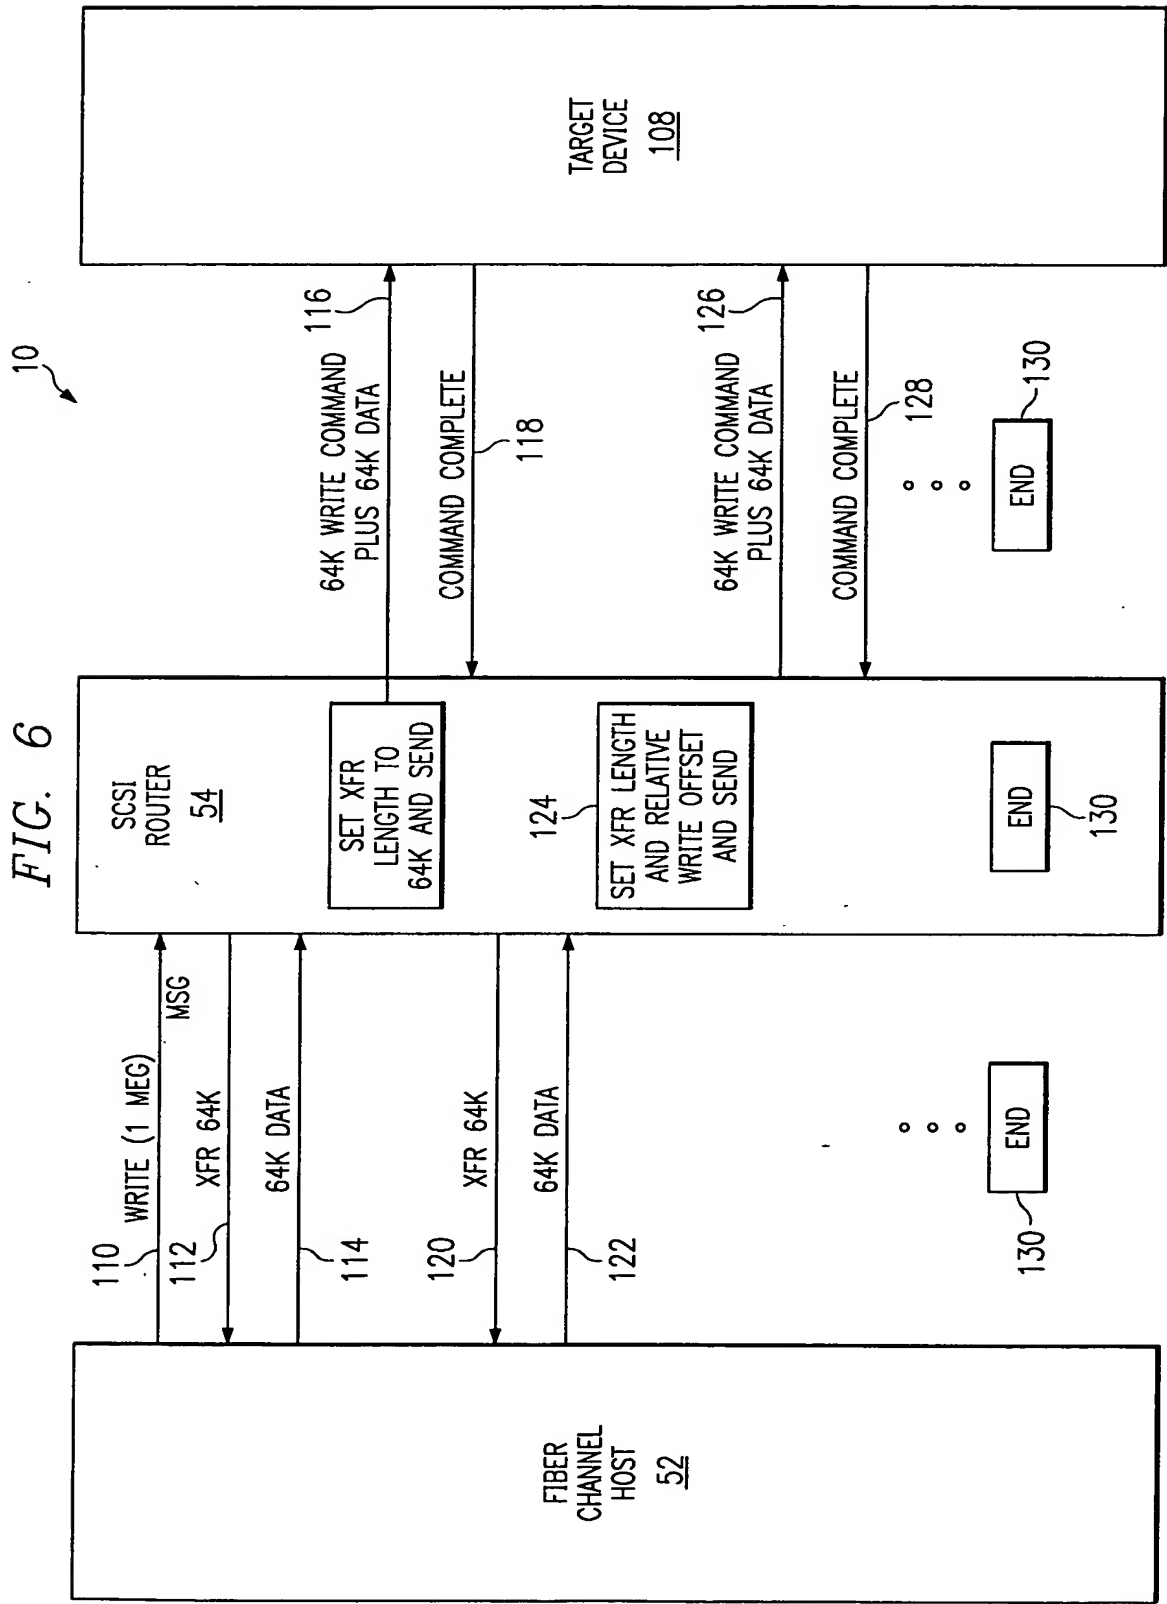 FIG. 6
10
FIBER
CHANNEL
HOST
52
SCSI
ROUTER
54
TARGET
DEVICE
108
110
WRITE (1 MEG)
MSG
112
XFR 64K
64K DATA
114
SET XFR
LENGTH TO
64K AND SEND
64K WRITE COMMAND
PLUS 64K DATA
116
COMMAND COMPLETE
118
120
XFR 64K
64K DATA
122
124
SET XFR LENGTH
AND RELATIVE
WRITE OFFSET
AND SEND
64K WRITE COMMAND
PLUS 64K DATA
126
COMMAND COMPLETE
128
END
130
END
130
END
130